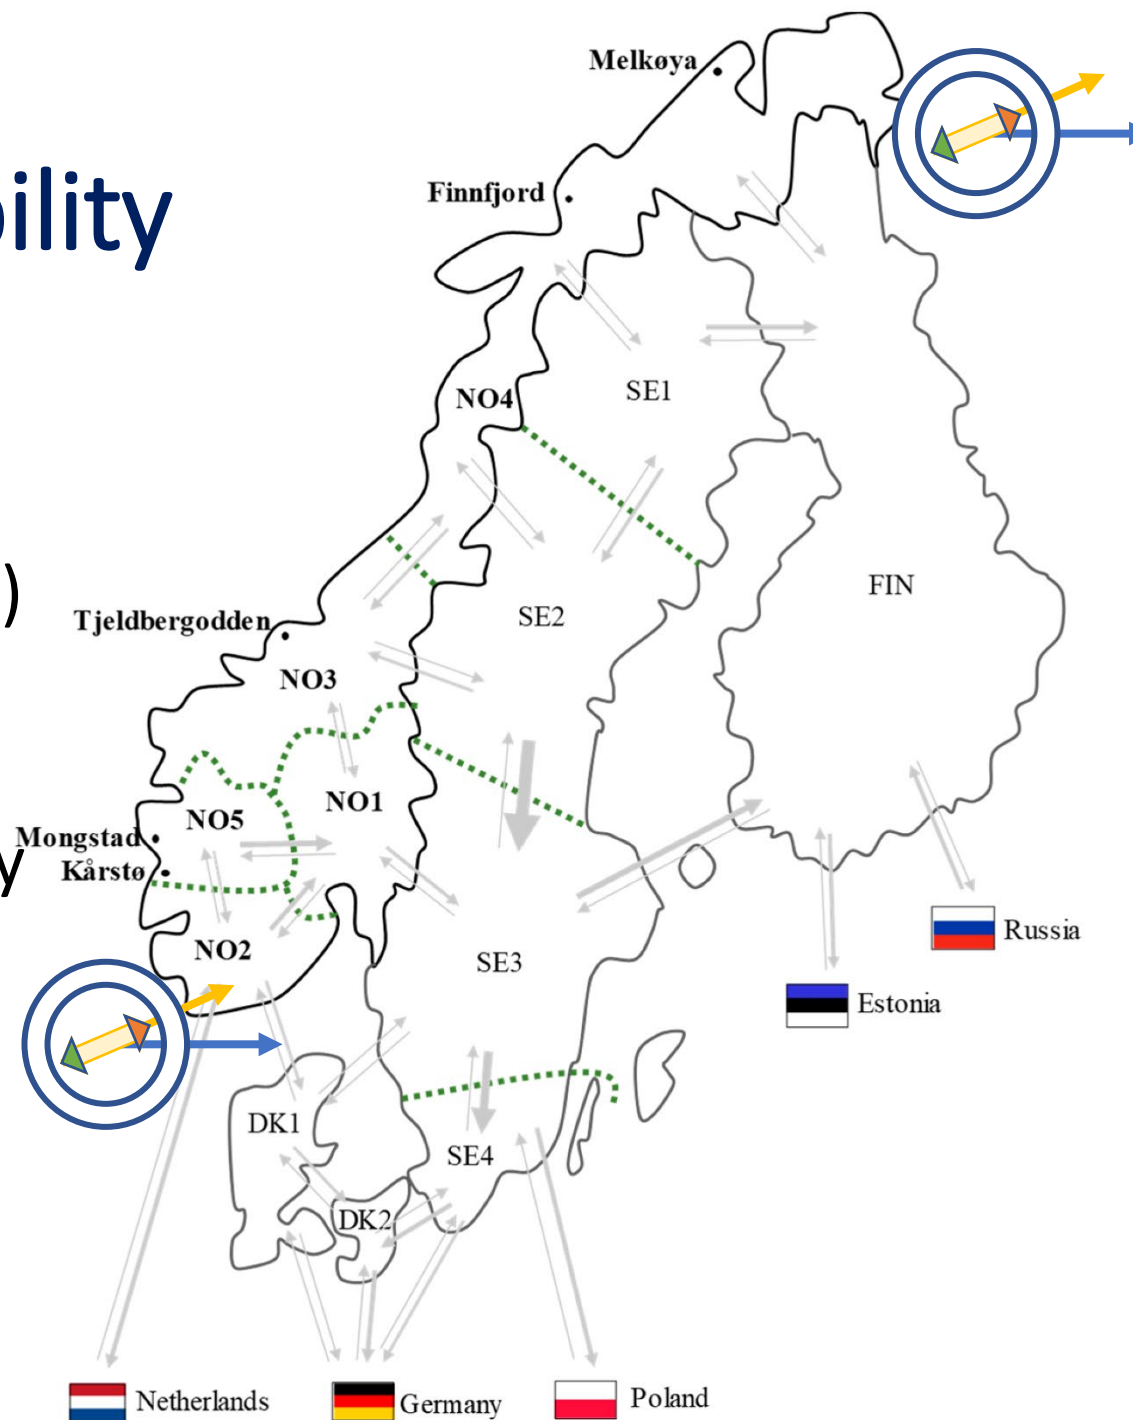 Melkøya
bility
Finnfjord
NO4
SE1
)
FIN
SE2
Tjeldbergodden
NO3
NO1
NO5
Mongstad
y
Kårstø
Russia
NO2
SE3
Estonia
DK1
SE4
DK2
Netherlands
Germany
Poland